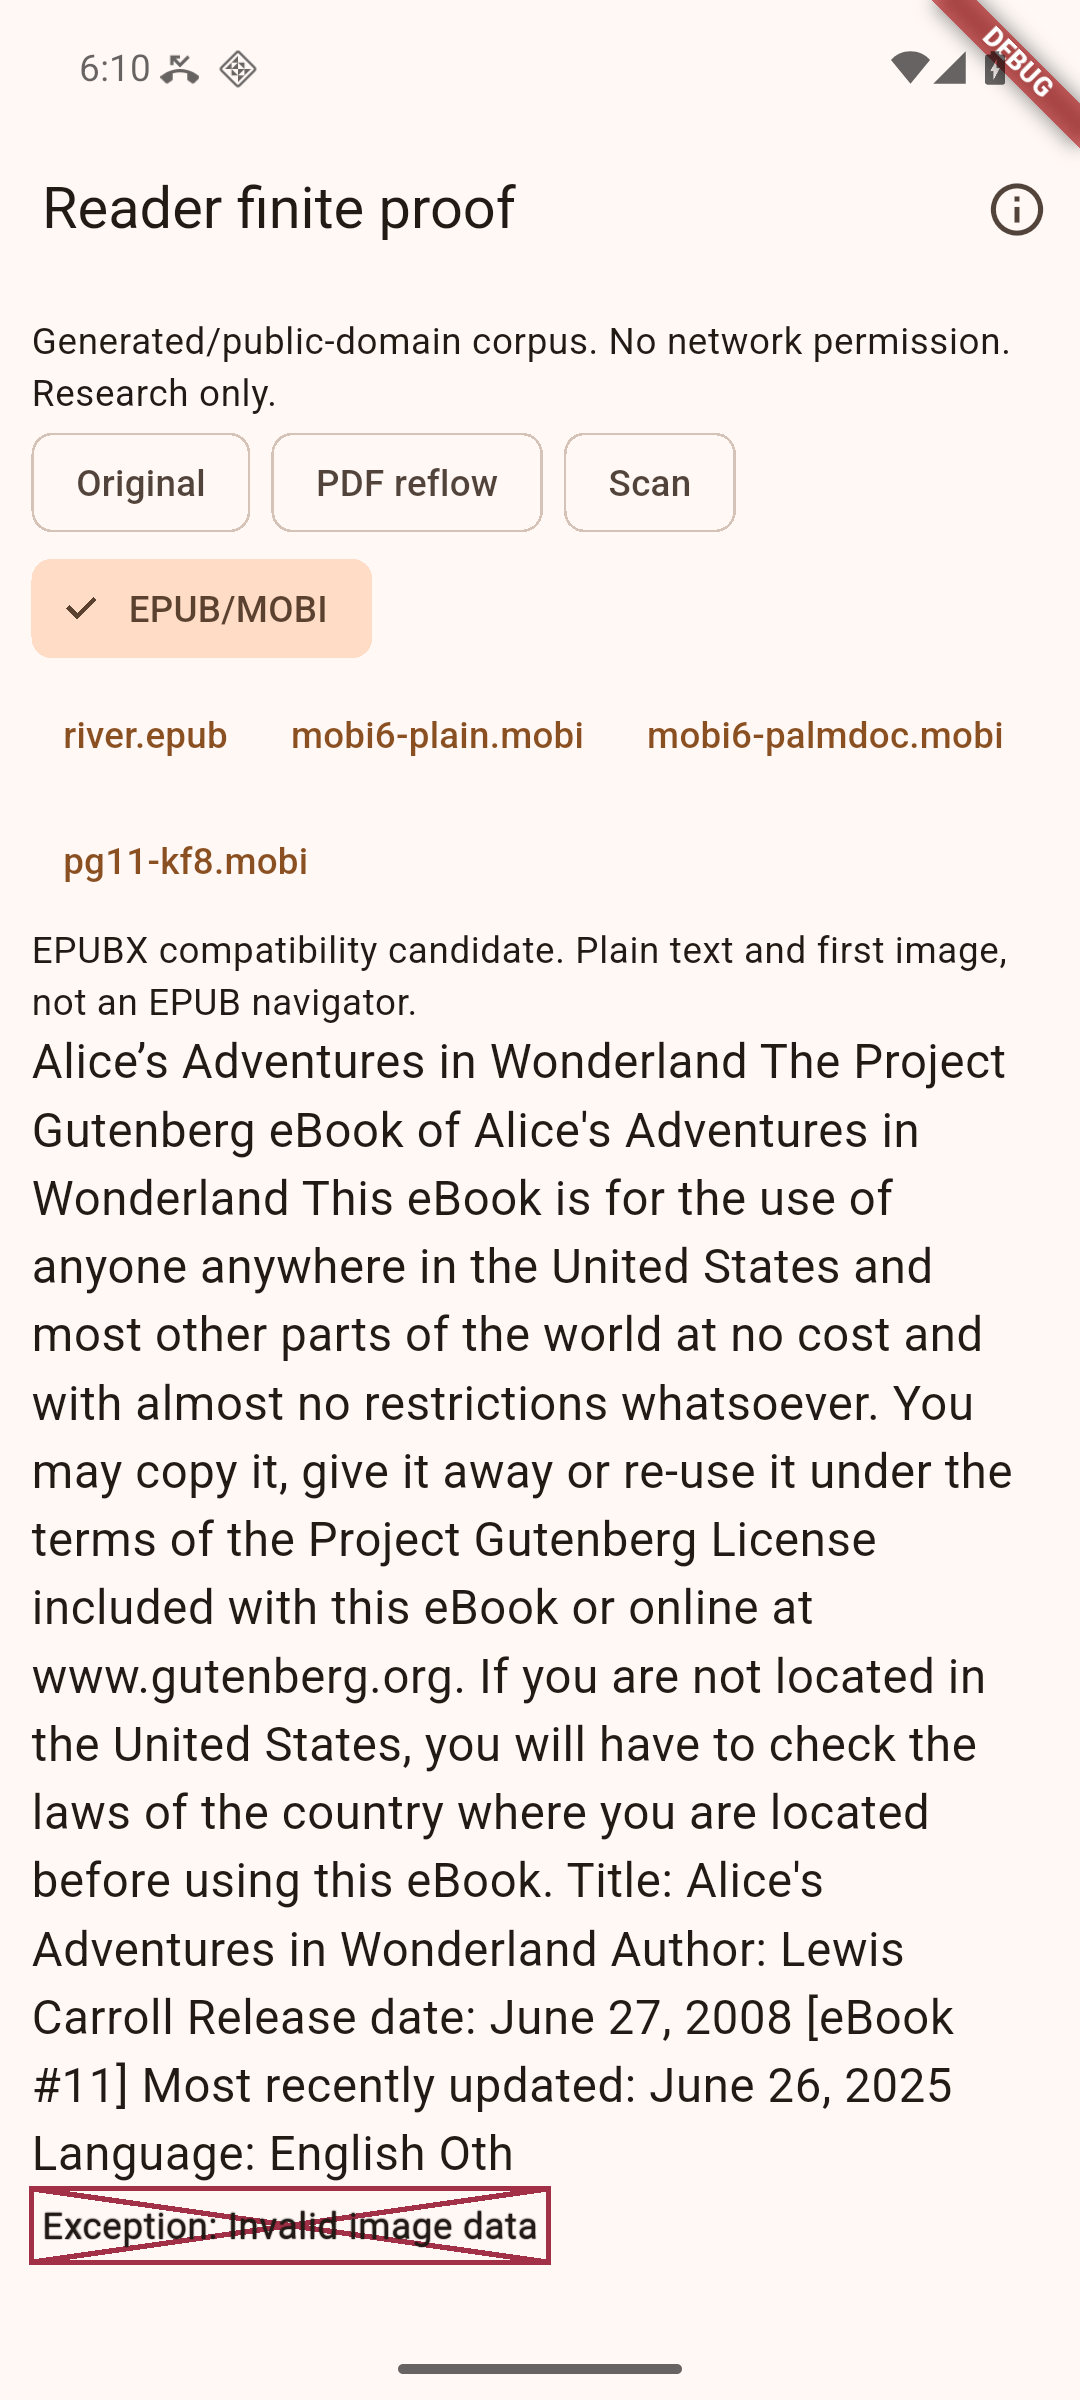 6:10
DEBUG
Reader finite proof
Generated/public-domain corpus. No network permission.
Research only.
Original PDF reflow Scan
EPUB/MOBI
river.epub mobi6-plain.mobi mobi6-palmdoc.mobi
pg11-kf8.mobi
EPUBX compatibility candidate. Plain text and first image,
not an EPUB navigator.
Alice’s Adventures in Wonderland The Project
Gutenberg eBook of Alice's Adventures in
Wonderland This eBook is for the use of
anyone anywhere in the United States and
most other parts of the world at no cost and
with almost no restrictions whatsoever. You
may copy it, give it away or re-use it under the
terms of the Project Gutenberg License
included with this eBook or online at
www.gutenberg.org. If you are not located in
the United States, you will have to check the
laws of the country where you are located
before using this eBook. Title: Alice's
Adventures in Wonderland Author: Lewis
Carroll Release date: June 27, 2008 [eBook
#11] Most recently updated: June 26, 2025
Language: English Oth
Exception: Invalid image data